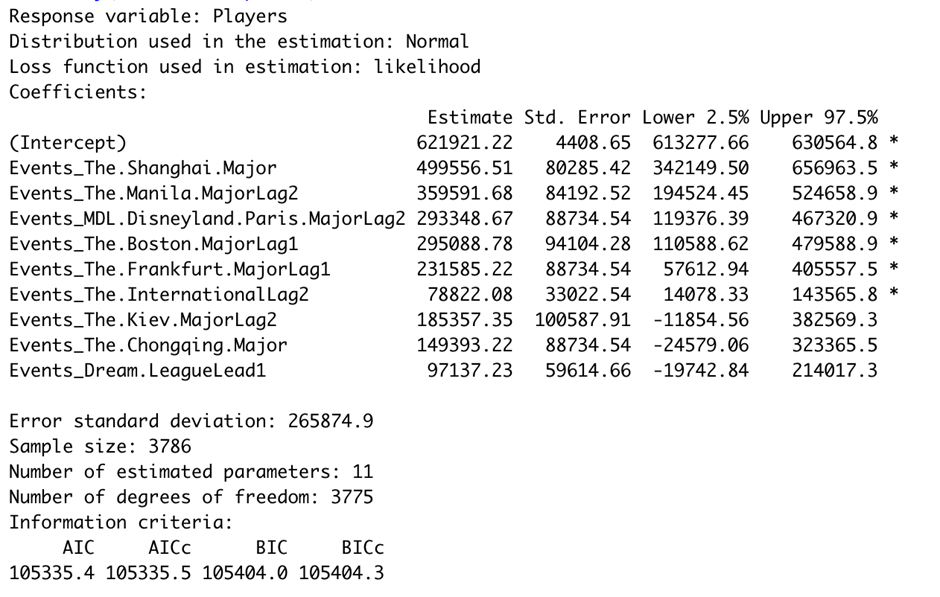 Response variable: Players
Distribution used in the estimation: Normal
Loss function used in estimation: likelihood
Coefficients:
Estimate Std. Error Lower 2.5% Upper 97.5%
(Intercept) 621921.22 4408.65 613277.66 630564.8 *
Events_The.Shanghai.Major 499556.51 80285.42 342149.50 656963.5 *
Events_The.Manila.MajorLag2 359591.68 84192.52 194524.45 524658.9 *
Events_MDL.Disneyland.Paris.MajorLag2 293348.67 88734.54 119376.39 467320.9 *
Events_The.Boston.MajorLag1 295088.78 94104.28 110588.62 479588.9 *
Events_The.Frankfurt.MajorLag1 231585.22 88734.54 57612.94 405557.5 *
Events_The.InternationalLag2 78822.08 33022.54 14078.33 143565.8 *
Events_The.Kiev.MajorLag2 185357.35 100587.91 -11854.56 382569.3
Events_The.Chongqing.Major 149393.22 88734.54 -24579.06 323365.5
Events_Dream.LeagueLead1 97137.23 59614.66 -19742.84 214017.3
Error standard deviation: 265874.9
Sample size: 3786
Number of estimated parameters: 11
Number of degrees of freedom: 3775
Information criteria:
AIC AICc BIC BICc
105335.4 105335.5 105404.0 105404.3